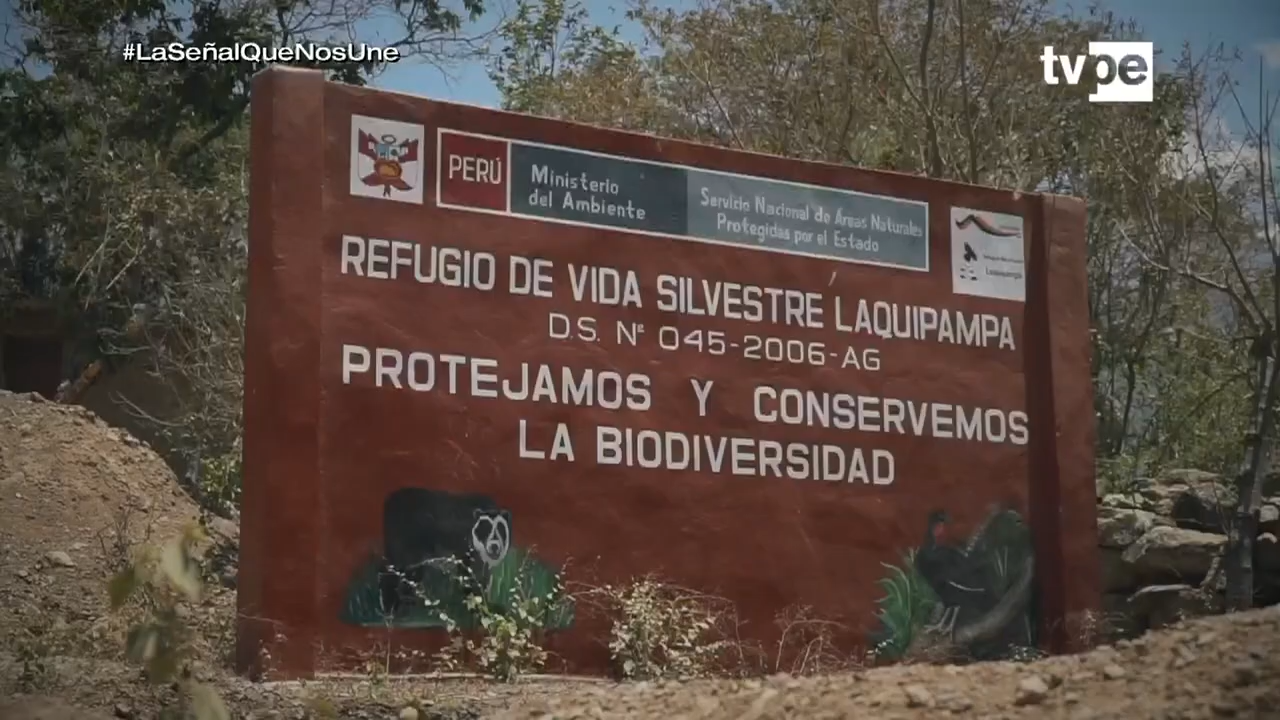 #LaSeñalQueNosUne
tvpe
PERÚ
Ministerio
del Ambiente
Servicio Nacional de Áreas Naturales
Protegidas por el Estado
Laquipampa
REFUGIO DE VIDA SILVESTRE LAQUIPAMPA
D.S. Nº 045-2006-AG
PROTEJAMOS Y CONSERVEMOS
LA BIODIVERSIDAD